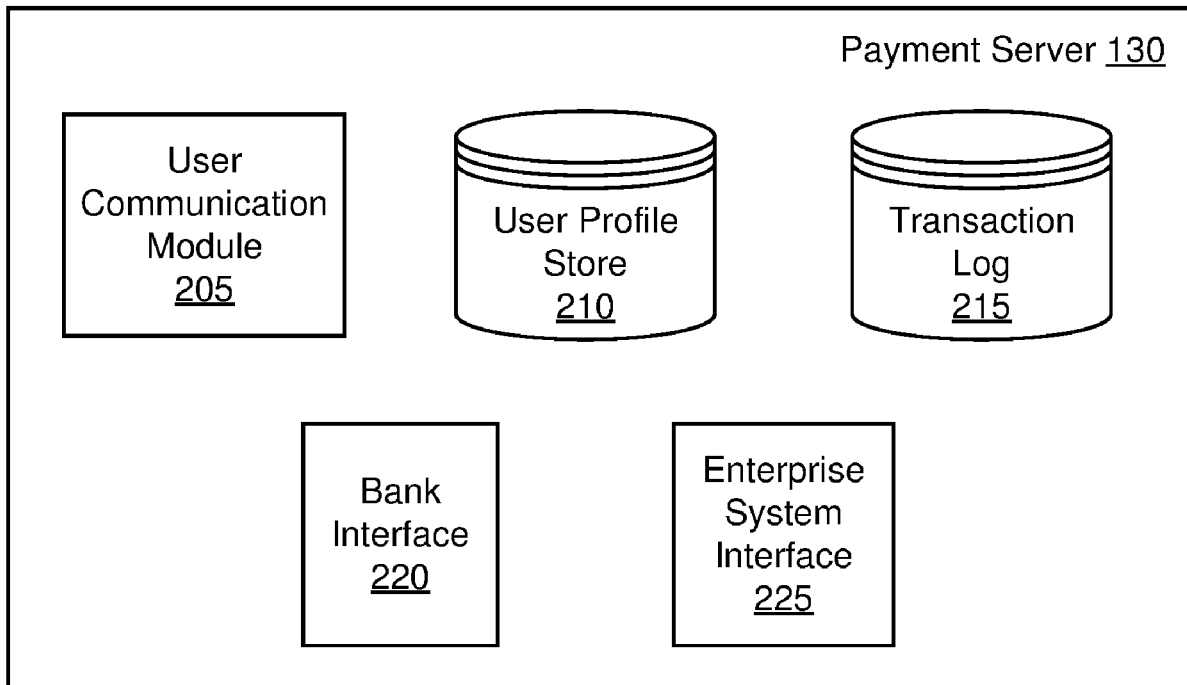 Payment Server 130
User
Communication
Module
205
User Profile
Store
210
Transaction
Log
215
Bank
Interface
220
Enterprise
System
Interface
225